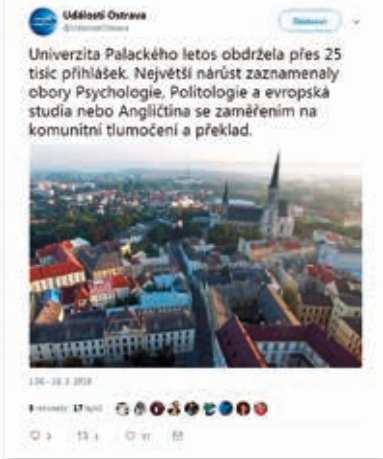 Události Ostrava
Univerzita Palackého letos obdržela přes 25
tisíc přihlášek. Největší nárůst zaznamenaly
obory Psychologie, Politologie a evropská
studia nebo Angličtina se zaměřením na
komunitní tlumočení a překlad.